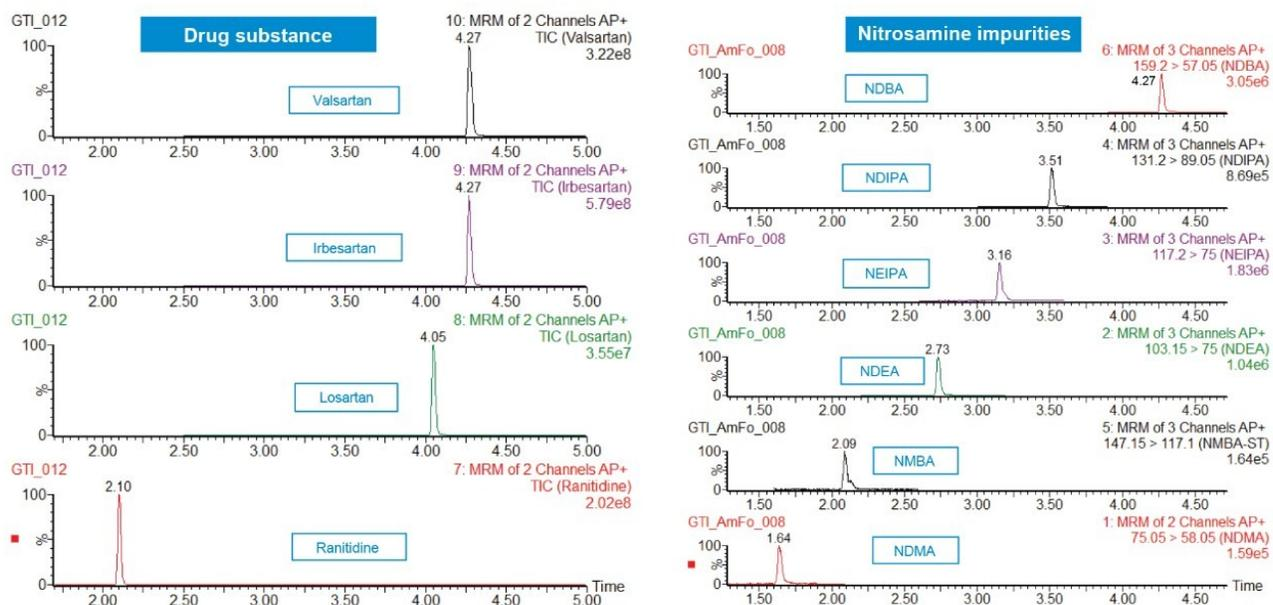 Drug substance
GTI_012
10: MRM of 2 Channels AP+
TIC (Valsartan)
3.22e8
4.27
100
%
0
Valsartan
2.00 2.50 3.00 3.50 4.00 4.50 5.00
GTI_012
9: MRM of 2 Channels AP+
TIC (Irbesartan)
5.79e8
4.27
100
%
0
Irbesartan
2.00 2.50 3.00 3.50 4.00 4.50 5.00
GTI_012
8: MRM of 2 Channels AP+
TIC (Losartan)
3.55e7
4.05
100
%
0
Losartan
2.00 2.50 3.00 3.50 4.00 4.50 5.00
GTI_012
7: MRM of 2 Channels AP+
TIC (Ranitidine)
2.02e8
2.10
100
%
0
Ranitidine
Time
2.00 2.50 3.00 3.50 4.00 4.50 5.00
Nitrosamine impurities
GTI_AmFo_008
6: MRM of 3 Channels AP+
159.2 > 57.05 (NDBA)
3.05e6
4.27
100
%
0
NDBA
1.50 2.00 2.50 3.00 3.50 4.00 4.50
GTI_AmFo_008
4: MRM of 3 Channels AP+
131.2 > 89.05 (NDIPA)
8.69e5
3.51
100
%
0
NDIPA
1.50 2.00 2.50 3.00 3.50 4.00 4.50
GTI_AmFo_008
3: MRM of 3 Channels AP+
117.2 > 75 (NEIPA)
1.83e6
3.16
100
%
0
NEIPA
1.50 2.00 2.50 3.00 3.50 4.00 4.50
GTI_AmFo_008
2: MRM of 3 Channels AP+
103.15 > 75 (NDEA)
1.04e6
2.73
100
%
0
NDEA
1.50 2.00 2.50 3.00 3.50 4.00 4.50
GTI_AmFo_008
5: MRM of 3 Channels AP+
147.15 > 117.1 (NMBA-ST)
1.64e5
2.09
100
%
0
NMBA
1.50 2.00 2.50 3.00 3.50 4.00 4.50
GTI_AmFo_008
1: MRM of 2 Channels AP+
75.05 > 58.05 (NDMA)
1.59e5
1.64
100
%
0
NDMA
Time
1.50 2.00 2.50 3.00 3.50 4.00 4.50